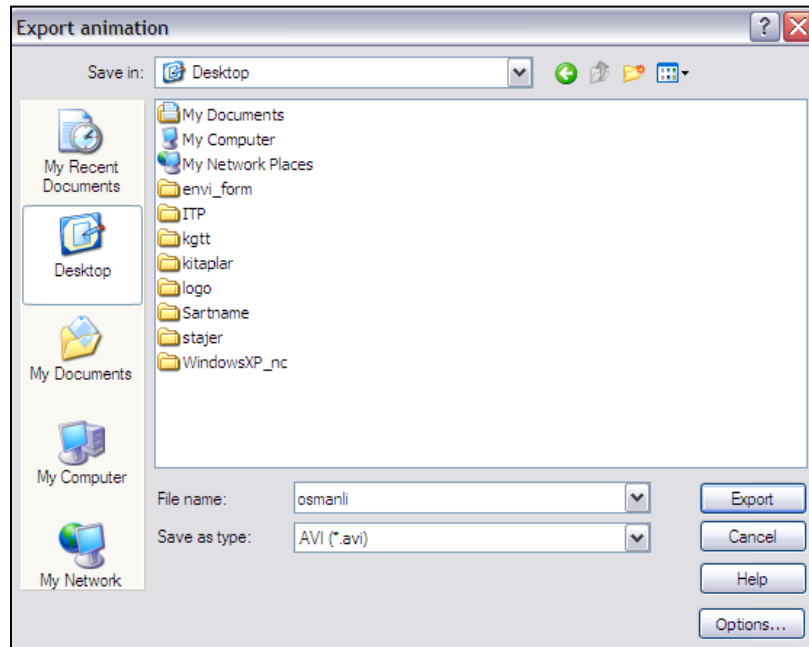 Export animation
Save in:
Desktop
My Recent
Documents
Desktop
My Documents
My Computer
My Network
My Documents
My Computer
My Network Places
envi_form
ITP
kgtt
kitaplar
logo
Sartname
stajer
WindowsXP_nc
File name:
osmanli
Export
Save as type:
AVI (*.avi)
Cancel
Help
Options...